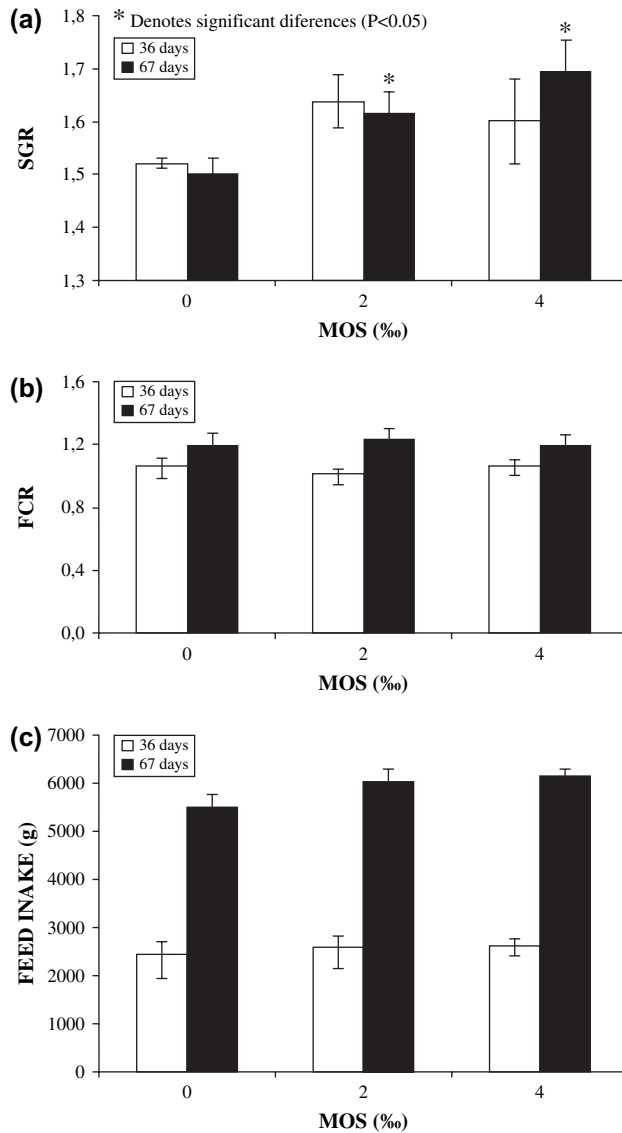 (a)
* Denotes significant diferences (P<0.05)
36 days
67 days
1,8
1,7
1,6
1,5
1,4
1,3
SGR
*
*
0 2 4
MOS (‰)
(b)
36 days
67 days
1,6
1,2
0,8
0,4
0,0
FCR
0 2 4
MOS (‰)
(c)
36 days
67 days
7000
6000
5000
4000
3000
2000
1000
0
FEED INAKE (g)
0 2 4
MOS (‰)